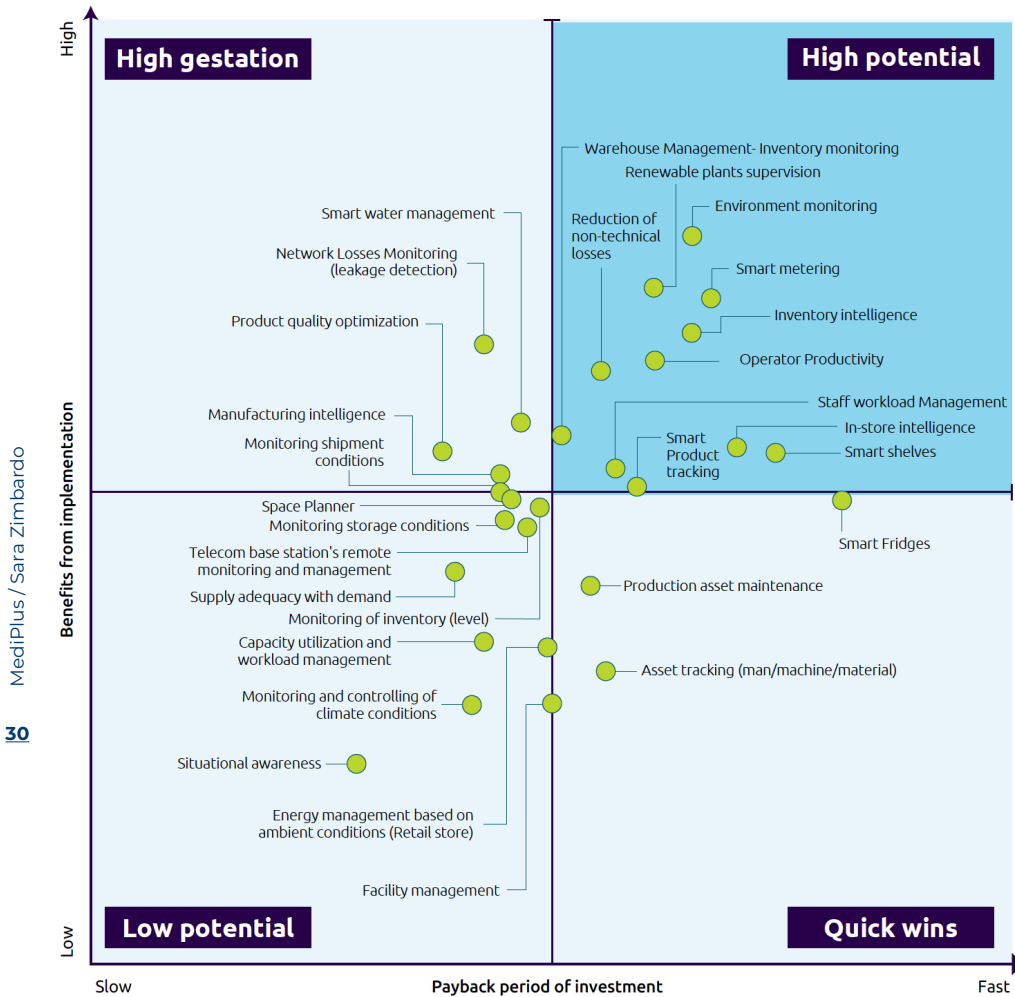 High
High gestation
High potential
Warehouse Management- Inventory monitoring
Renewable plants supervision
Smart water management
Environment monitoring
Reduction of
non-technical
losses
Network Losses Monitoring
(leakage detection)
Smart metering
Product quality optimization
Inventory intelligence
Operator Productivity
Staff workload Management
Manufacturing intelligence
In-store intelligence
Monitoring shipment
conditions
Smart
Product
tracking
Smart shelves
Benefits from implementation
MediPlus / Sara Zimbardo
30
Space Planner
Monitoring storage conditions
Smart Fridges
Telecom base station's remote
monitoring and management
Production asset maintenance
Supply adequacy with demand
Monitoring of inventory (level)
Capacity utilization and
workload management
Asset tracking (man/machine/material)
Monitoring and controlling of
climate conditions
Situational awareness
Energy management based on
ambient conditions (Retail store)
Facility management
Low potential
Quick wins
Low
Slow
Payback period of investment
Fast